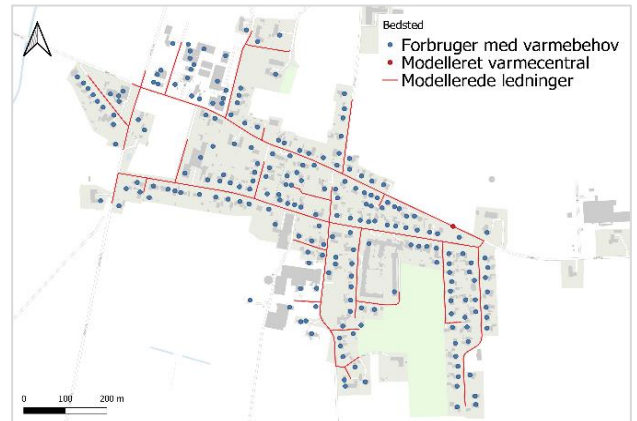 Bedsted
Forbruger med varmebehov
Modelleret varmecentral
Modellerede ledninger
0 100 200 m